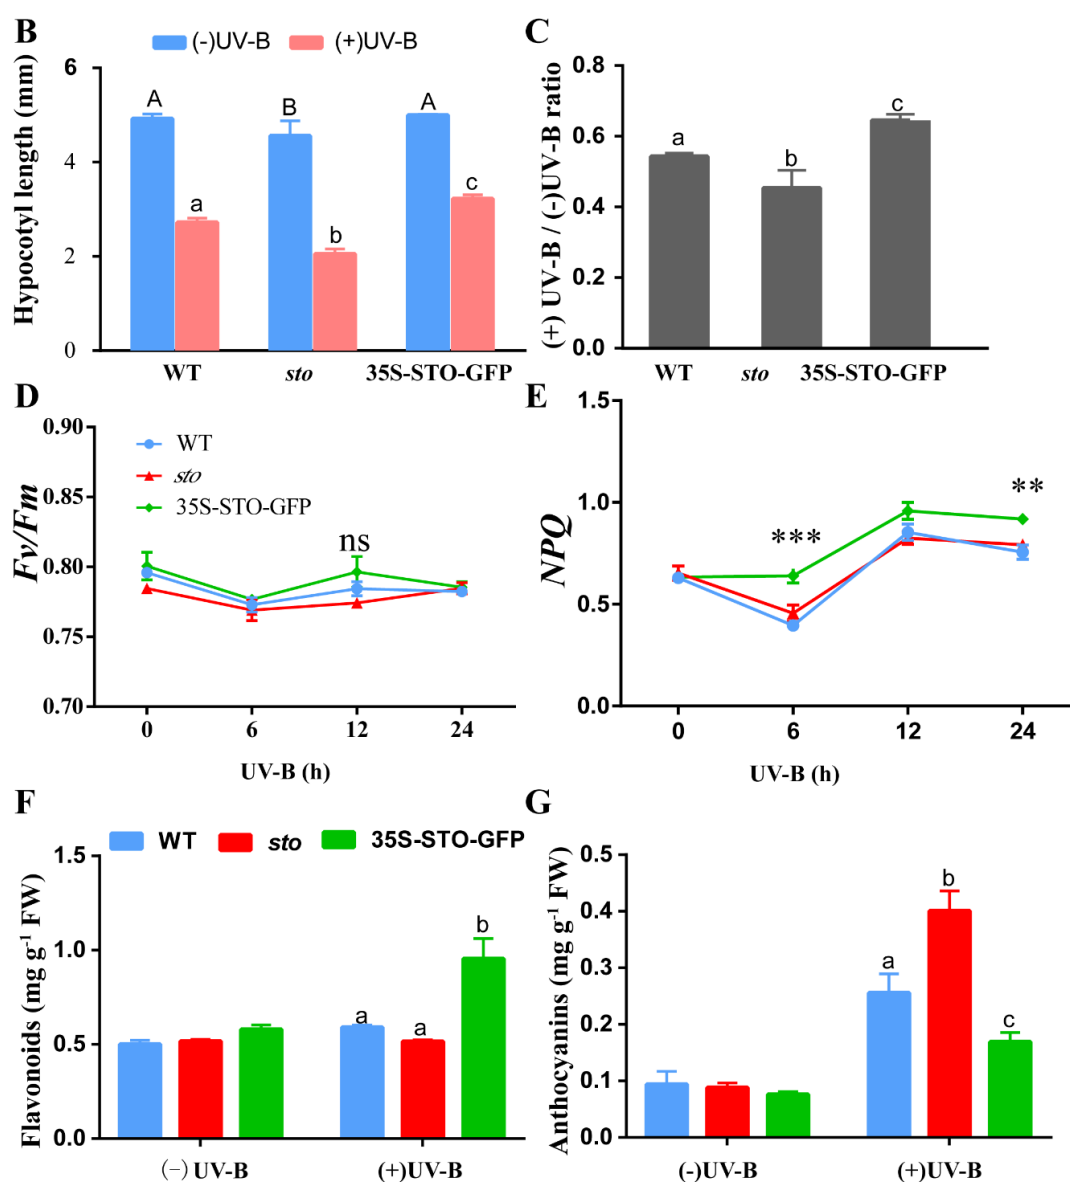 B
(-)UV-B (+)UV-B
Hypocotyl length (mm)
6
4
2
0
A
a
B
b
A
c
WT sto 35S-STO-GFP
C
(+) UV-B / (-)UV-B ratio
0.8
0.6
0.4
0.2
0.0
a
b
c
WT sto 35S-STO-GFP
D
Fv/Fm
0.90
0.85
0.80
0.75
0.70
WT
sto
35S-STO-GFP
ns
0 6 12 24
UV-B (h)
E
NPQ
1.5
1.0
0.5
0.0
***
**
0 6 12 24
UV-B (h)
F
WT sto 35S-STO-GFP
Flavonoids (mg g-1 FW)
1.5
1.0
0.5
0.0
a
a
b
(−)UV-B (+)UV-B
G
Anthocyanins (mg g-1 FW)
0.5
0.4
0.3
0.2
0.1
0.0
a
b
c
(-)UV-B (+)UV-B